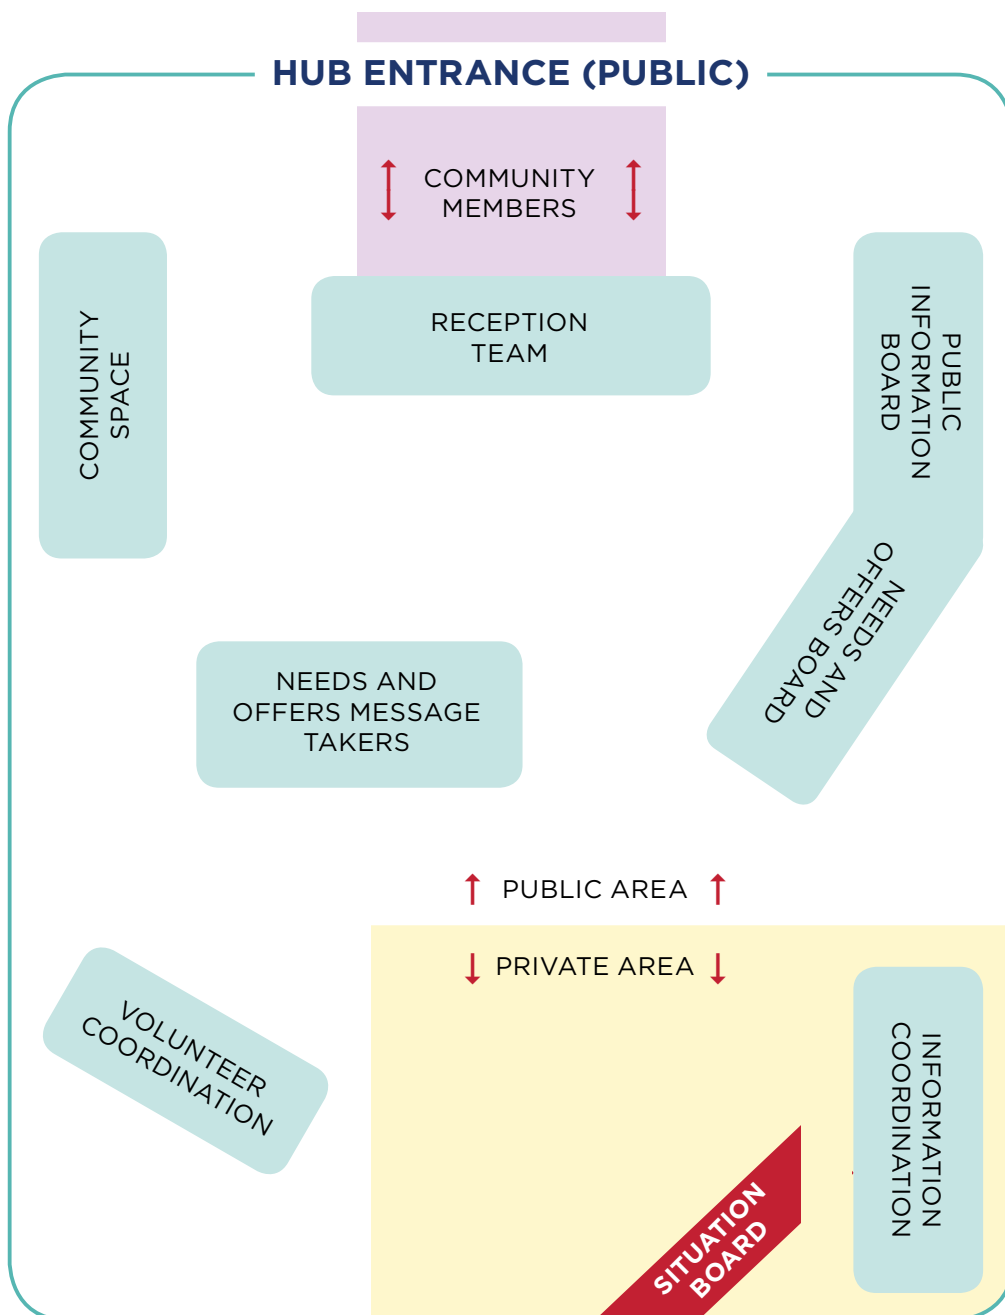 HUB ENTRANCE (PUBLIC)
COMMUNITY
MEMBERS
RECEPTION
TEAM
COMMUNITY
SPACE
PUBLIC
INFORMATION
BOARD
NEEDS AND
OFFERS BOARD
NEEDS AND
OFFERS MESSAGE
TAKERS
PUBLIC AREA
PRIVATE AREA
VOLUNTEER
COORDINATION
INFORMATION
COORDINATION
SITUATION
BOARD